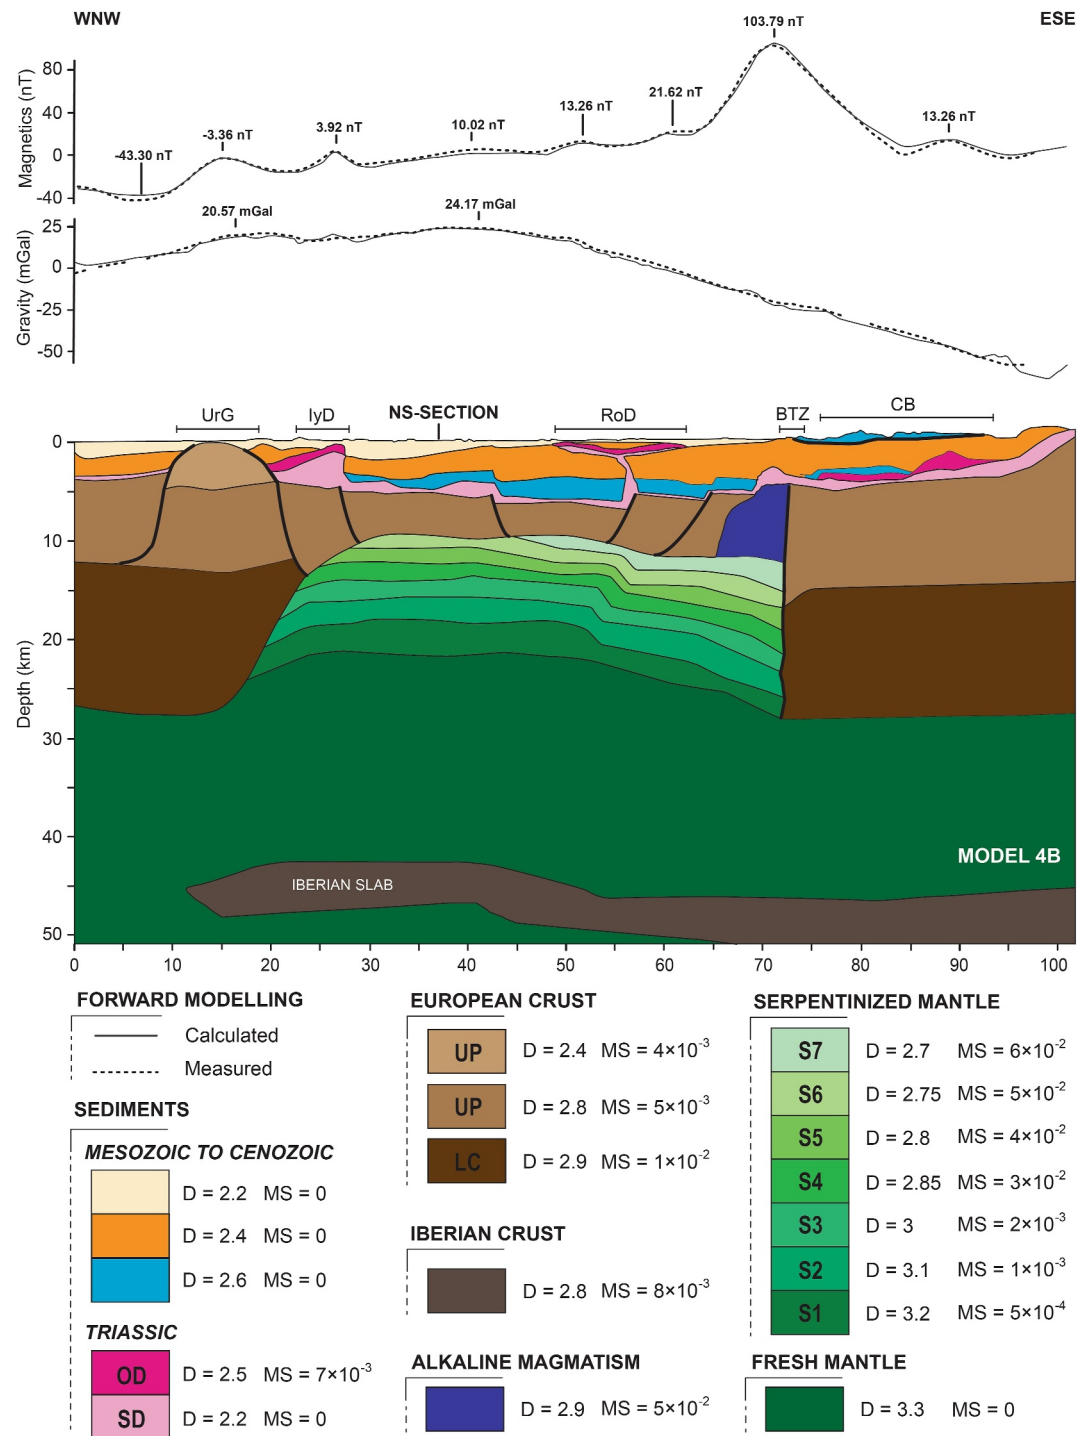 WNW
ESE
103.79 nT
Magnetics (nT)
80
40
0
-40
-43.30 nT
-3.36 nT
3.92 nT
10.02 nT
13.26 nT
21.62 nT
13.26 nT
Gravity (mGal)
25
0
-25
-50
20.57 mGal
24.17 mGal
UrG
IyD
NS-SECTION
RoD
BTZ
CB
Depth (km)
0
10
20
30
40
50
MODEL 4B
IBERIAN SLAB
0 10 20 30 40 50 60 70 80 90 100
FORWARD MODELLING
Calculated
Measured
SEDIMENTS
MESOZOIC TO CENOZOIC
D = 2.2 MS = 0
D = 2.4 MS = 0
D = 2.6 MS = 0
TRIASSIC
OD D = 2.5 MS = 7×10⁻³
SD D = 2.2 MS = 0
EUROPEAN CRUST
UP D = 2.4 MS = 4×10⁻³
UP D = 2.8 MS = 5×10⁻³
LC D = 2.9 MS = 1×10⁻²
IBERIAN CRUST
D = 2.8 MS = 8×10⁻³
ALKALINE MAGMATISM
D = 2.9 MS = 5×10⁻²
SERPENTINIZED MANTLE
S7 D = 2.7 MS = 6×10⁻²
S6 D = 2.75 MS = 5×10⁻²
S5 D = 2.8 MS = 4×10⁻²
S4 D = 2.85 MS = 3×10⁻²
S3 D = 3 MS = 2×10⁻³
S2 D = 3.1 MS = 1×10⁻³
S1 D = 3.2 MS = 5×10⁻⁴
FRESH MANTLE
D = 3.3 MS = 0